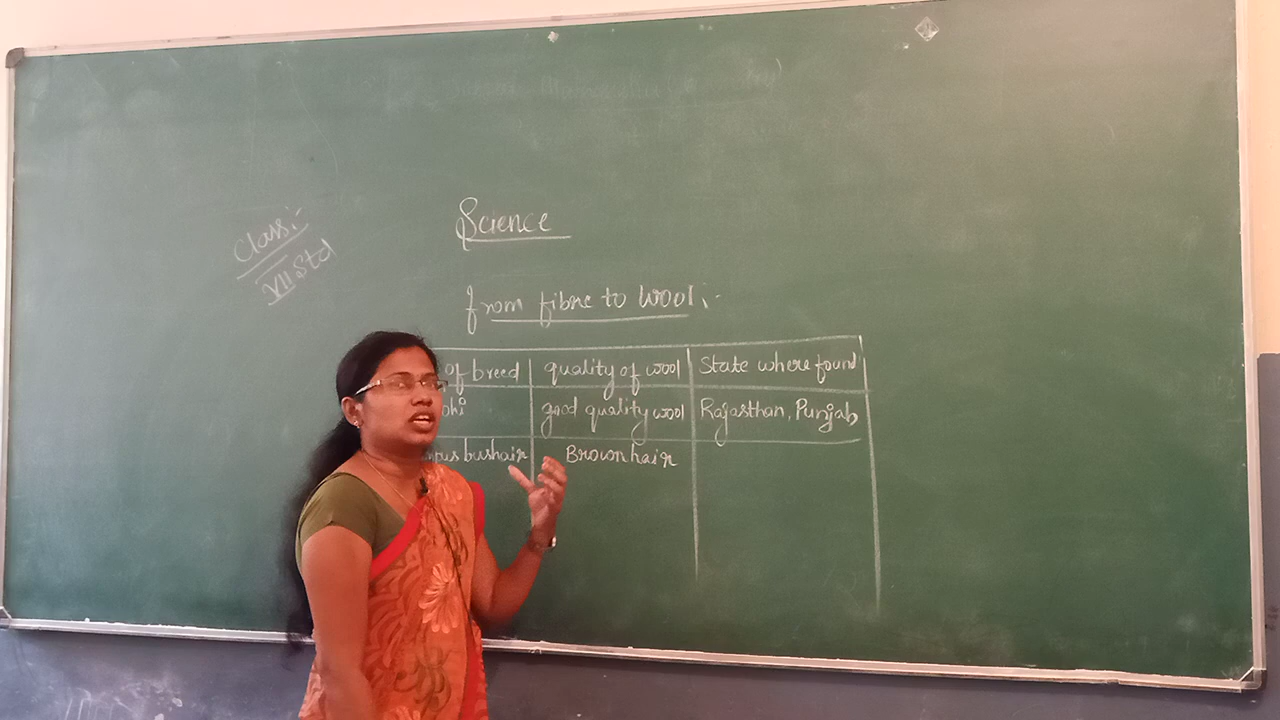 Science
Class:-
VII Std
from fibre to wool:-
of breed quality of wool State where found
good quality wool Rajasthan, Punjab
bushair Brown hair